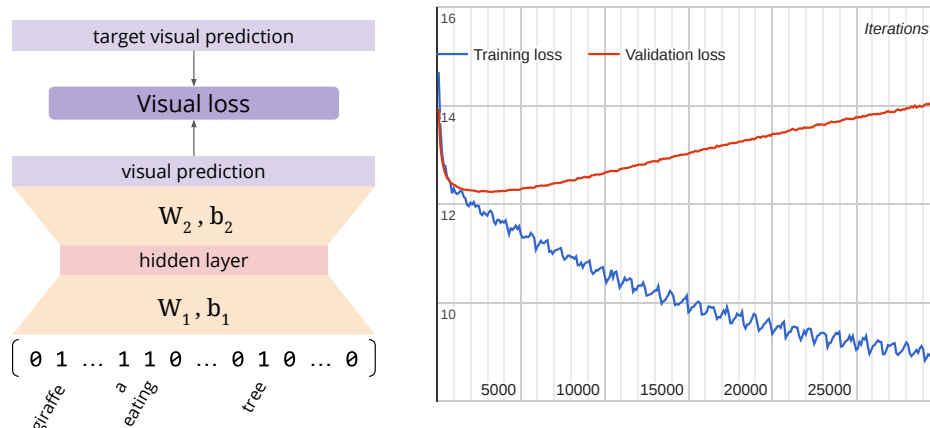 target visual prediction
Visual loss
visual prediction
W₂ , b₂
hidden layer
W₁ , b₁
0 1 ... 1 1 0 ... 0 1 0 ... 0
giraffe
a
eating
tree
16
Iterations
Training loss
Validation loss
14
12
10
5000 10000 15000 20000 25000